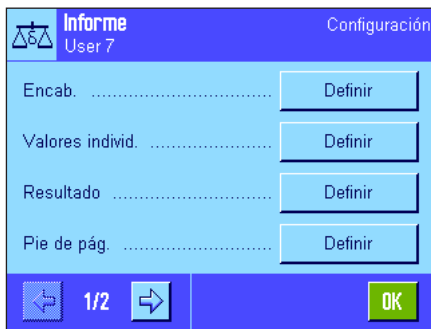 Informe Configuración
User 7
Encab. ................................ Definir
Valores individ. ...................... Definir
Resultado ............................ Definir
Pie de pág. .......................... Definir
1/2 OK